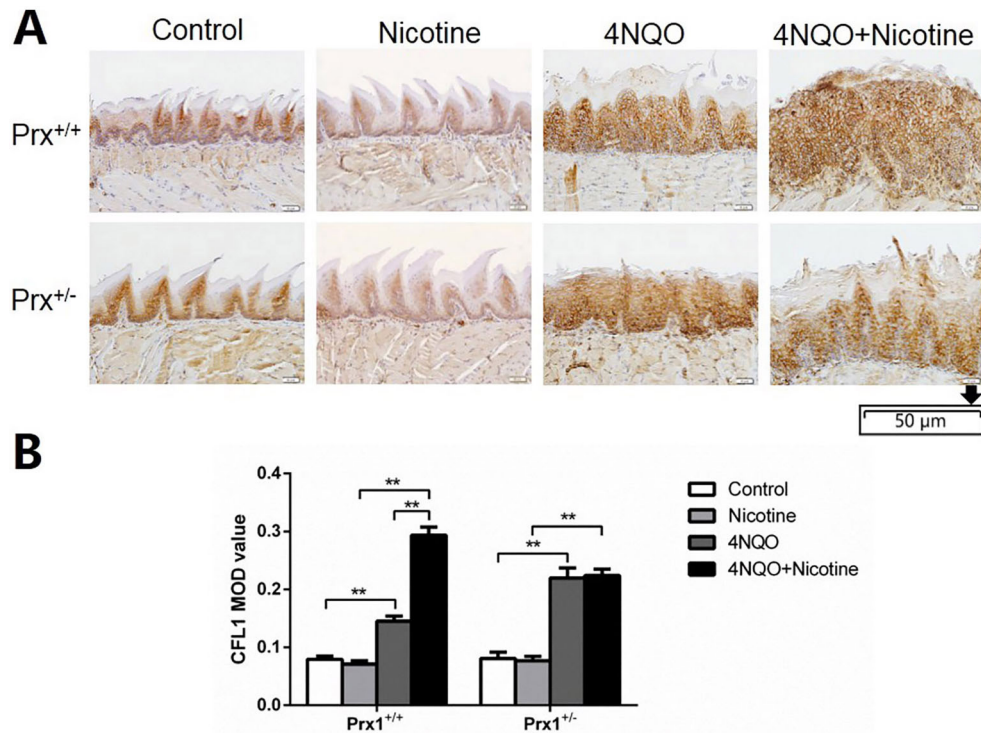 A
Control Nicotine 4NQO 4NQO+Nicotine
Prx+/+
Prx+/-
50 µm
B
0.4
0.3
0.2
0.1
0.0
CFL1 MOD value
** ** ** ** **
Prx1+/+ Prx1+/-
Control
Nicotine
4NQO
4NQO+Nicotine